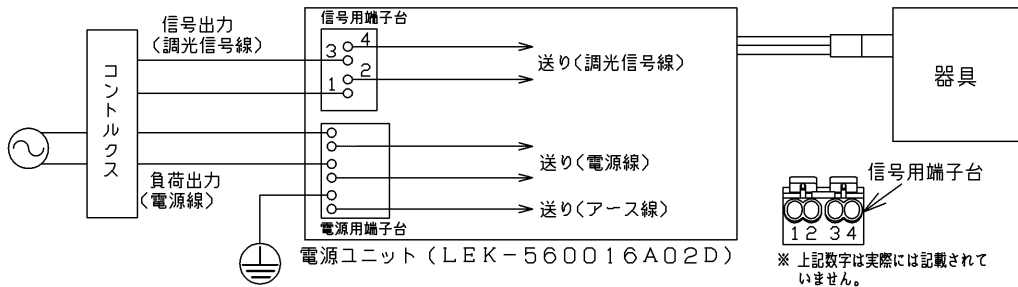 信号出力
(調光信号線)
コントルクス
負荷出力
(電源線)
信号用端子台
4
3
2
1
送り(調光信号線)
送り(電源線)
送り(アース線)
電源用端子台
電源ユニット(LEK-560016A02D)
器具
信号用端子台
12 34
※ 上記数字は実際には記載されて
いません。